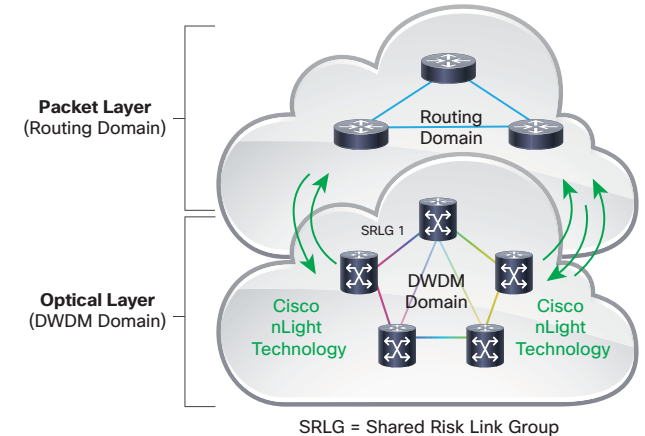 Packet Layer
(Routing Domain)
Routing
Domain
SRLG 1
DWDM
Domain
Optical Layer
(DWDM Domain)
Cisco
nLight
Technology
Cisco
nLight
Technology
SRLG = Shared Risk Link Group